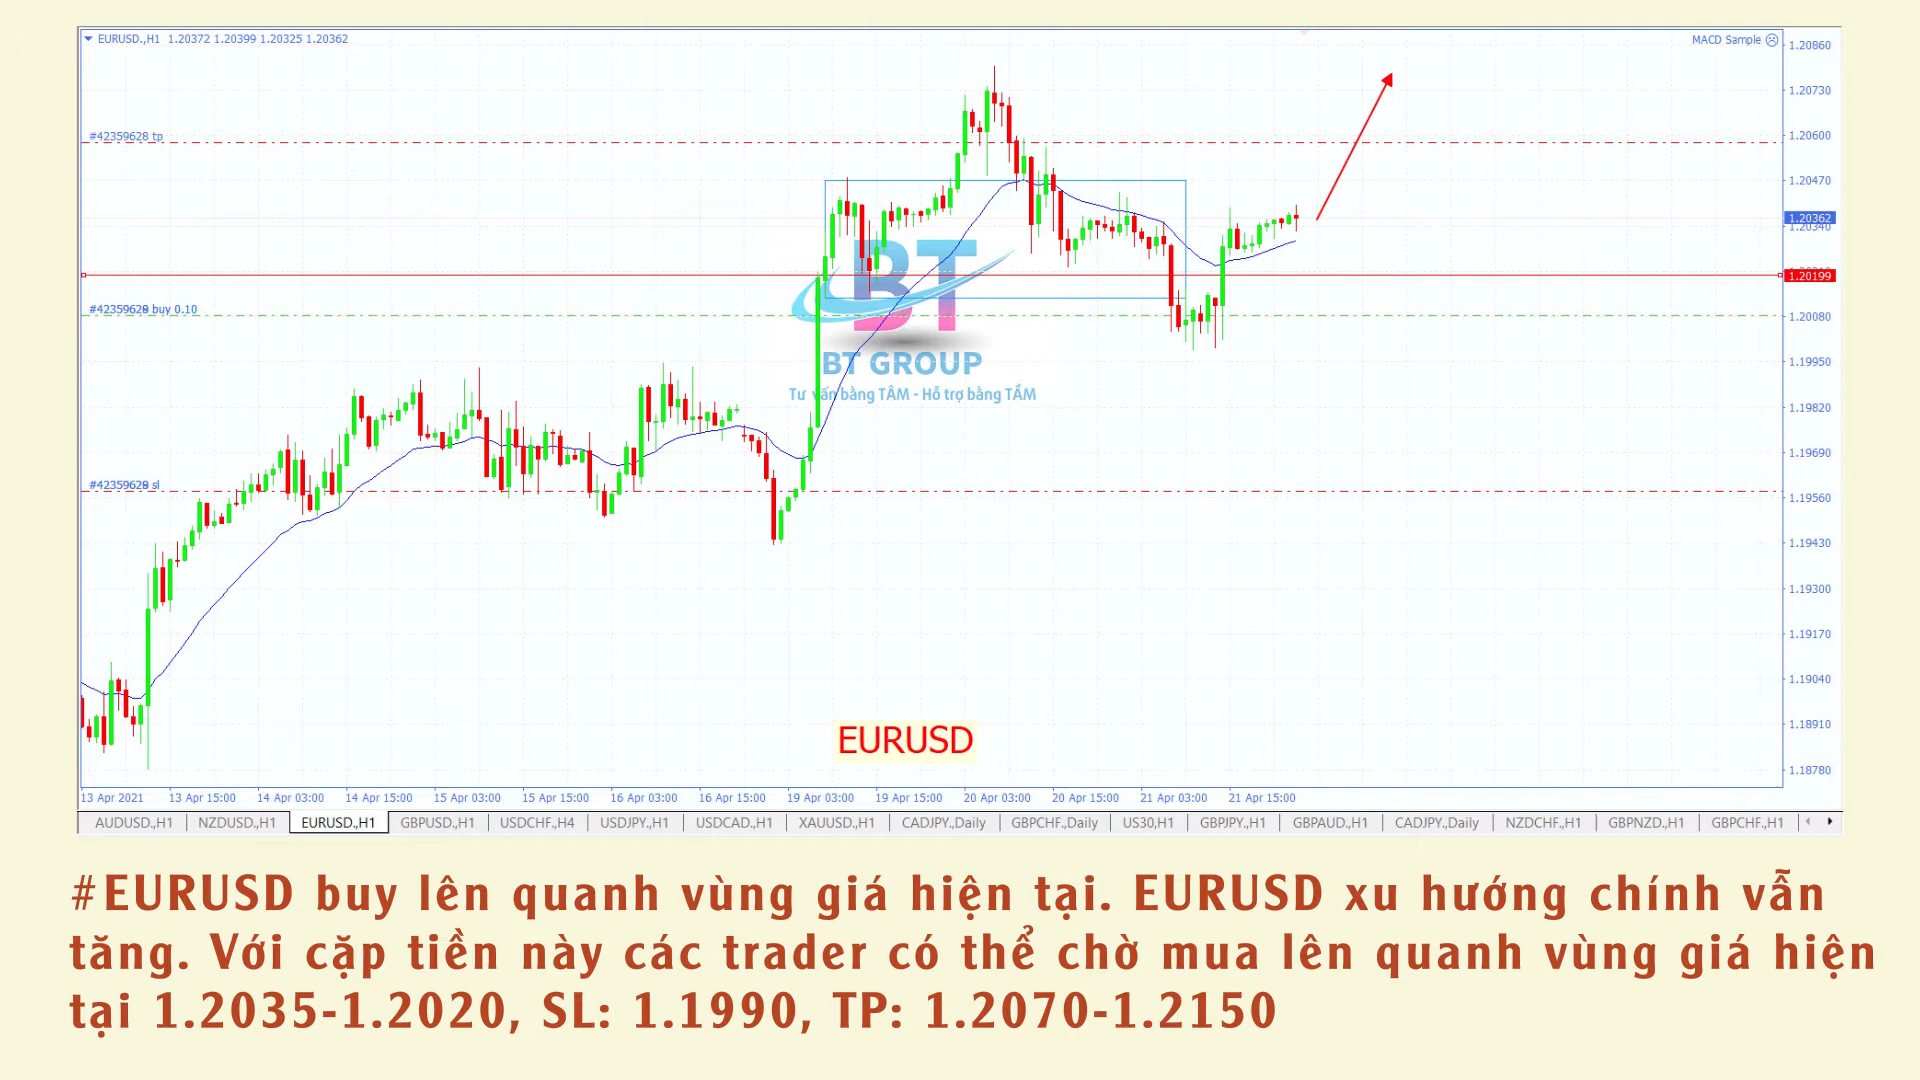 EURUSD.,H1 1.20372 1.20399 1.20325 1.20362
MACD Sample
1.20860
1.20730
#42359628 tp
1.20600
1.20470
1.20362
1.20340
1.20199
#42359628 buy 0.10
1.20080
BT
BT GROUP
1.19950
Tư vấn bằng TÂM - Hỗ trợ bằng TẦM
1.19820
1.19690
#42359628 sl
1.19560
1.19430
1.19300
1.19170
1.19040
EURUSD
1.18910
1.18780
13 Apr 2021 13 Apr 15:00 14 Apr 03:00 14 Apr 15:00 15 Apr 03:00 15 Apr 15:00 16 Apr 03:00 16 Apr 15:00 19 Apr 03:00 19 Apr 15:00 20 Apr 03:00 20 Apr 15:00 21 Apr 03:00 21 Apr 15:00
AUDUSD.,H1 NZDUSD.,H1 EURUSD.,H1 GBPUSD.,H1 USDCHF.,H4 USDJPY.,H1 USDCAD.,H1 XAUUSD.,H1 CADJPY.,Daily GBPCHF.,Daily US30,H1 GBPJPY.,H1 GBPAUD.,H1 CADJPY.,Daily NZDCHF.,H1 GBPNZD.,H1 GBPCHF.,H1
#EURUSD buy lên quanh vùng giá hiện tại. EURUSD xu hướng chính vẫn
tăng. Với cặp tiền này các trader có thể chờ mua lên quanh vùng giá hiện
tại 1.2035-1.2020, SL: 1.1990, TP: 1.2070-1.2150